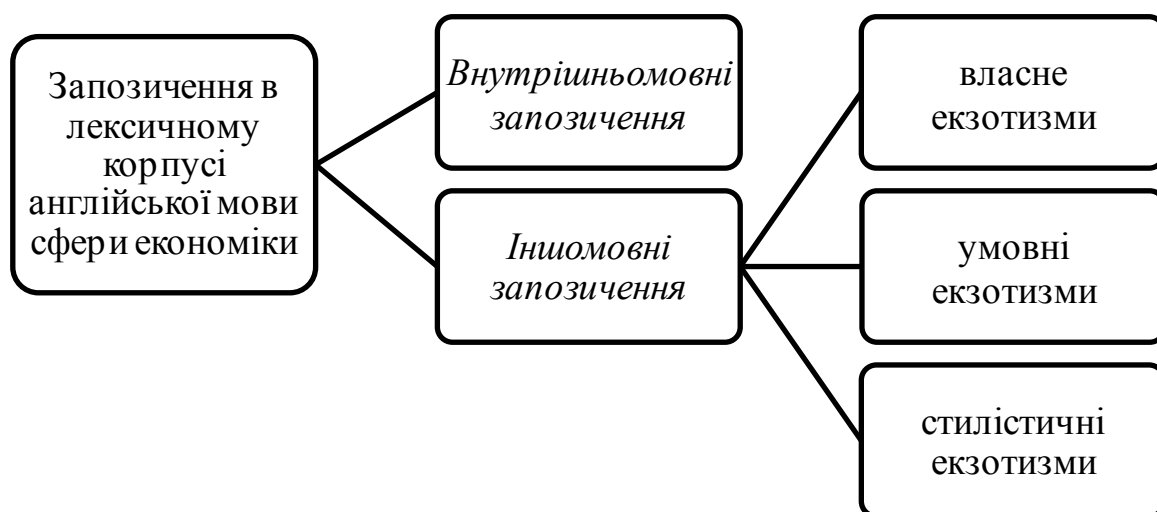 Запозичення в
лексичному
корпусі
англійської мови
сфери економіки
Внутрішньомовні
запозичення
Іншомовні
запозичення
власне
екзотизми
умовні
екзотизми
стилістичні
екзотизми